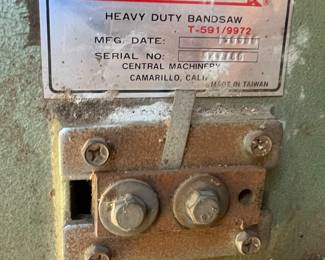 HEAVY DUTY BANDSAW
T-591/9972
MFG. DATE:
SERIAL NO:
CENTRAL MACHINERY
CAMARILLO, CALIF
MADE IN TAIWAN